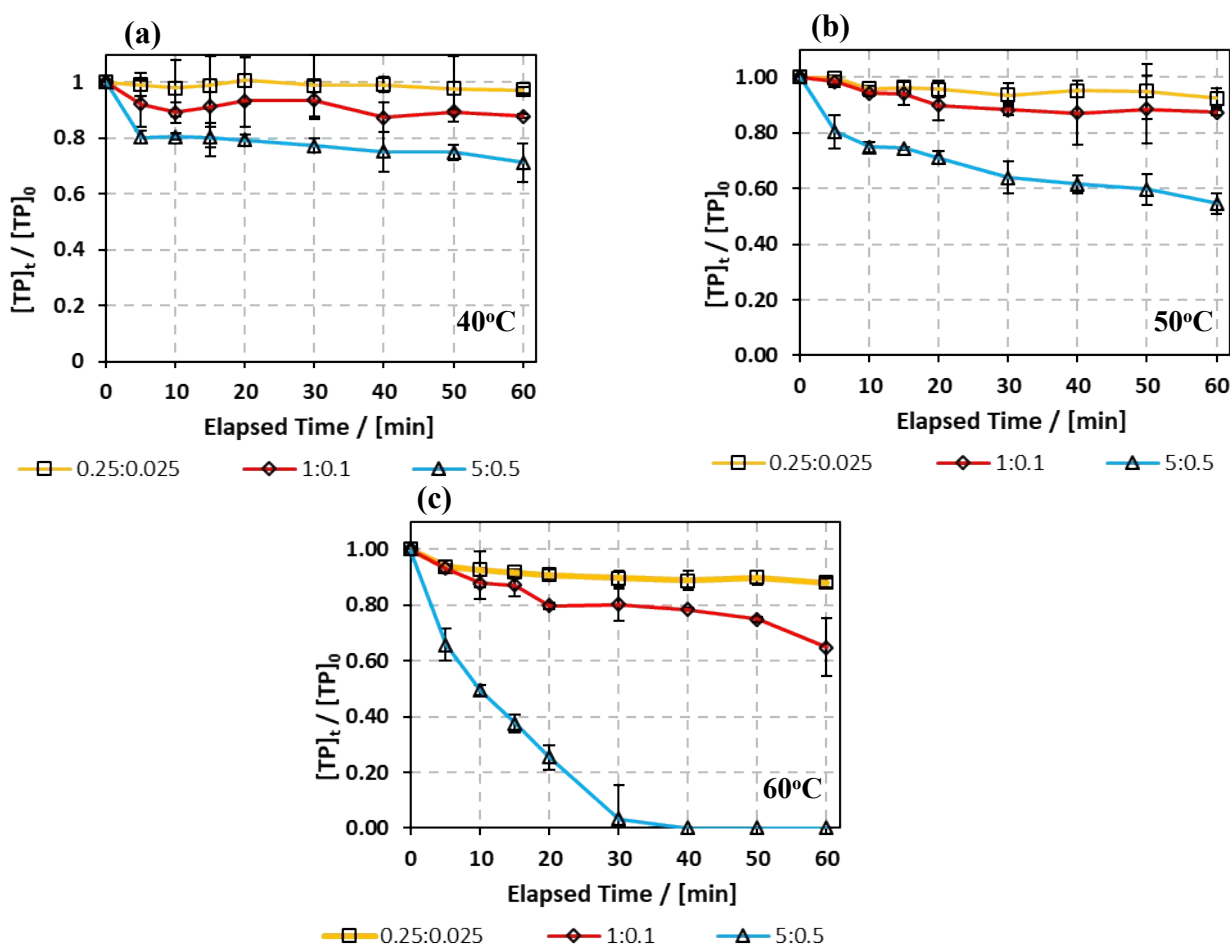 (a)
[TP]t / [TP]0
1
0.8
0.6
0.4
0.2
0
0 10 20 30 40 50 60
40oC
Elapsed Time / [min]
0.25:0.025 1:0.1 5:0.5
(b)
[TP]t / [TP]0
1.00
0.80
0.60
0.40
0.20
0.00
0 10 20 30 40 50 60
50oC
Elapsed Time / [min]
0.25:0.025 1:0.1 5:0.5
(c)
[TP]t / [TP]0
1.00
0.80
0.60
0.40
0.20
0.00
0 10 20 30 40 50 60
60oC
Elapsed Time / [min]
0.25:0.025 1:0.1 5:0.5